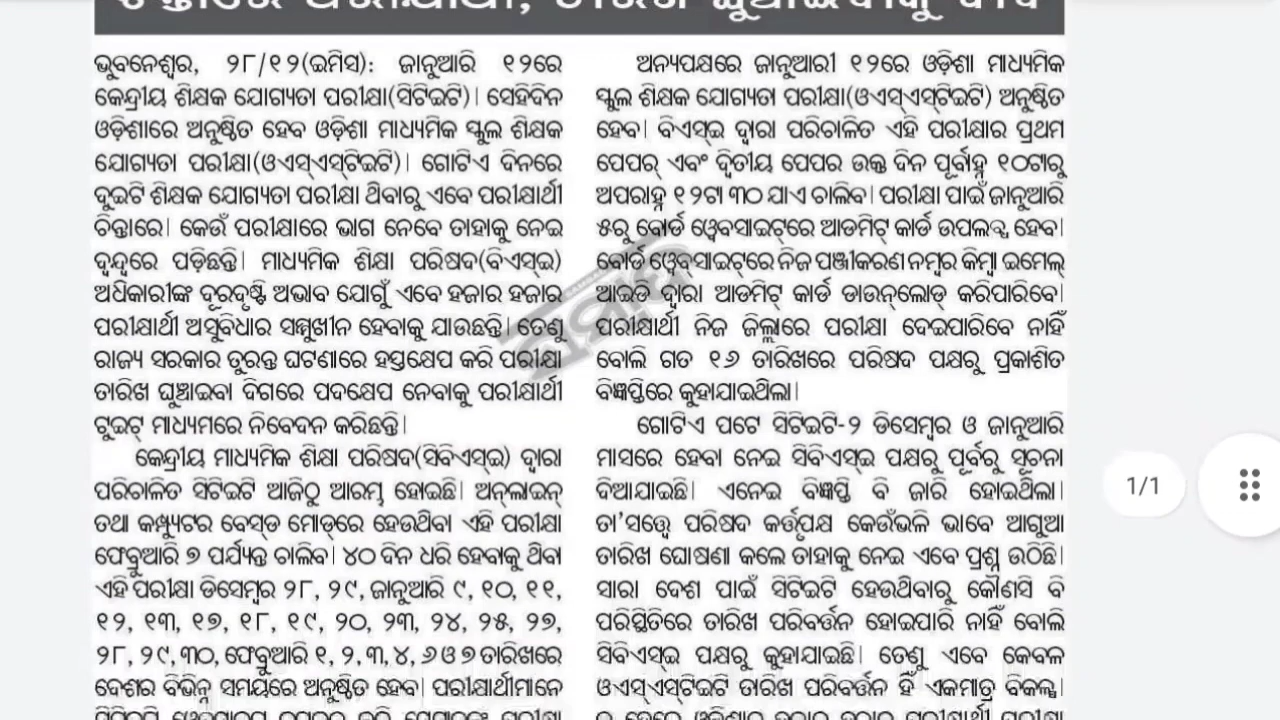 ଭୁବନେଶ୍ୱର, ୨୮/୧୨(ଇମିସ): ଜାନୁଆରି ୧୨ରେ
କେନ୍ଦ୍ରୀୟ ଶିକ୍ଷକ ଯୋଗ୍ୟତା ପରୀକ୍ଷା(ସିଟିଇଟି)। ସେହିଦିନ
ଓଡ଼ିଶାରେ ଅନୁଷ୍ଠିତ ହେବ ଓଡ଼ିଶା ମାଧ୍ୟମିକ ସ୍କୁଲ ଶିକ୍ଷକ
ଯୋଗ୍ୟତା ପରୀକ୍ଷା(ଓଏସ୍ଏସ୍‌ଟିଇଟି)। ଗୋଟିଏ ଦିନରେ
ଦୁଇଟି ଶିକ୍ଷକ ଯୋଗ୍ୟତା ପରୀକ୍ଷା ଥିବାରୁ ଏବେ ପରୀକ୍ଷାର୍ଥୀ
ଚିନ୍ତାରେ। କେଉଁ ପରୀକ୍ଷାରେ ଭାଗ ନେବେ ତାହାକୁ ନେଇ
ଦ୍ୱନ୍ଦ୍ୱରେ ପଡ଼ିଛନ୍ତି। ମାଧ୍ୟମିକ ଶିକ୍ଷା ପରିଷଦ(ବିଏସ୍ଇ)
ଅଧିକାରୀଙ୍କ ଦୂରଦୃଷ୍ଟି ଅଭାବ ଯୋଗୁଁ ଏବେ ହଜାର ହଜାର
ପରୀକ୍ଷାର୍ଥୀ ଅସୁବିଧାର ସମ୍ମୁଖୀନ ହେବାକୁ ଯାଉଛନ୍ତି। ତେଣୁ
ରାଜ୍ୟ ସରକାର ତୁରନ୍ତ ଘଟଣାରେ ହସ୍ତକ୍ଷେପ କରି ପରୀକ୍ଷା
ତାରିଖ ଘୁଞ୍ଚାଇବା ଦିଗରେ ପଦକ୍ଷେପ ନେବାକୁ ପରୀକ୍ଷାର୍ଥୀ
ଟୁଇଟ୍ ମାଧ୍ୟମରେ ନିବେଦନ କରିଛନ୍ତି।
କେନ୍ଦ୍ରୀୟ ମାଧ୍ୟମିକ ଶିକ୍ଷା ପରିଷଦ(ସିବିଏସ୍ଇ) ଦ୍ୱାରା
ପରିଚାଳିତ ସିଟିଇଟି ଆଜିଠୁ ଆରମ୍ଭ ହୋଇଛି। ଅନ୍‌ଲାଇନ୍
ତଥା କମ୍ପ୍ୟୁଟର ବେସ୍‌ଡ ମୋଡ୍‌ରେ ହେଉଥିବା ଏହି ପରୀକ୍ଷା
ଫେବ୍ରୁଆରି ୭ ପର୍ଯ୍ୟନ୍ତ ଚାଲିବ। ୪୦ ଦିନ ଧରି ହେବାକୁ ଥିବା
ଏହି ପରୀକ୍ଷା ଡିସେମ୍ବର ୨୮, ୨୯, ଜାନୁଆରି ୯, ୧୦, ୧୧,
୧୨, ୧୩, ୧୭, ୧୮, ୧୯, ୨୦, ୨୩, ୨୪, ୨୫, ୨୭,
୨୮, ୨୯, ୩୦, ଫେବ୍ରୁଆରି ୧, ୨, ୩, ୪, ୬ ଓ ୭ ତାରିଖରେ
ଦେଶର ବିଭିନ୍ନ ସମୟରେ ଅନୁଷ୍ଠିତ ହେବ। ପରୀକ୍ଷାର୍ଥୀମାନେ
ଅନ୍ୟପକ୍ଷରେ ଜାନୁଆରୀ ୧୨ରେ ଓଡ଼ିଶା ମାଧ୍ୟମିକ
ସ୍କୁଲ ଶିକ୍ଷକ ଯୋଗ୍ୟତା ପରୀକ୍ଷା(ଓଏସ୍ଏସ୍‌ଟିଇଟି) ଅନୁଷ୍ଠିତ
ହେବ। ବିଏସ୍ଇ ଦ୍ୱାରା ପରିଚାଳିତ ଏହି ପରୀକ୍ଷାର ପ୍ରଥମ
ପେପର୍ ଏବଂ ଦ୍ୱିତୀୟ ପେପର ଉକ୍ତ ଦିନ ପୂର୍ବାହ୍ନ ୧୦ଟାରୁ
ଅପରାହ୍ନ ୧୨ଟା ୩୦ ଯାଏ ଚାଲିବ। ପରୀକ୍ଷା ପାଇଁ ଜାନୁଆରି
୫ରୁ ବୋର୍ଡ ୱେବସାଇଟ୍‌ରେ ଆଡମିଟ୍ କାର୍ଡ ଉପଲବ୍ଧ ହେବ।
ବୋର୍ଡ ୱେବ୍‌ସାଇଟ୍‌ରେ ନିଜ ପଞ୍ଜୀକରଣ ନମ୍ବର କିମ୍ବା ଇମେଲ୍
ଆଇଡି ଦ୍ୱାରା ଆଡମିଟ୍ କାର୍ଡ ଡାଉନ୍‌ଲୋଡ୍ କରିପାରିବେ।
ପରୀକ୍ଷାର୍ଥୀ ନିଜ ଜିଲ୍ଲାରେ ପରୀକ୍ଷା ଦେଇପାରିବେ ନାହିଁ
ବୋଲି ଗତ ୧୬ ତାରିଖରେ ପରିଷଦ ପକ୍ଷରୁ ପ୍ରକାଶିତ
ବିଜ୍ଞପ୍ତିରେ କୁହାଯାଇଥିଲା।
ଗୋଟିଏ ପଟେ ସିଟିଇଟି-୨ ଡିସେମ୍ବର ଓ ଜାନୁଆରି
ମାସରେ ହେବା ନେଇ ସିବିଏସ୍ଇ ପକ୍ଷରୁ ପୂର୍ବରୁ ସୂଚନା
ଦିଆଯାଇଛି। ଏନେଇ ବିଜ୍ଞପ୍ତି ବି ଜାରି ହୋଇଥିଲା।
ତା'ସତ୍ତ୍ୱେ ପରିଷଦ କର୍ତ୍ତୃପକ୍ଷ କେଉଁଭଳି ଭାବେ ଆଗୁଆ
ତାରିଖ ଘୋଷଣା କଲେ ତାହାକୁ ନେଇ ଏବେ ପ୍ରଶ୍ନ ଉଠିଛି।
ସାରା ଦେଶ ପାଇଁ ସିଟିଇଟି ହେଉଥିବାରୁ କୌଣସି ବି
ପରିସ୍ଥିତିରେ ତାରିଖ ପରିବର୍ତ୍ତନ ହୋଇପାରି ନାହିଁ ବୋଲି
ସିବିଏସ୍ଇ ପକ୍ଷରୁ କୁହାଯାଇଛି। ତେଣୁ ଏବେ କେବଳ
ଓଏସ୍ଏସ୍‌ଟିଇଟି ତାରିଖ ପରିବର୍ତ୍ତନ ହିଁ ଏକମାତ୍ର ବିକଳ୍ପ।
1/1